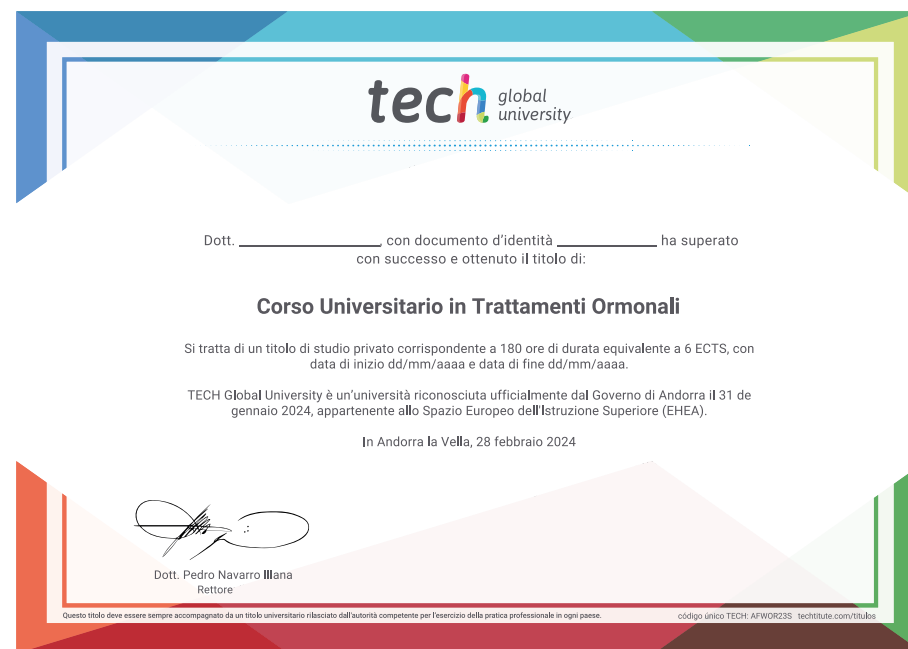 tech global university
Dott. ____________, con documento d'identità ____________ ha superato
con successo e ottenuto il titolo di:
Corso Universitario in Trattamenti Ormonali
Si tratta di un titolo di studio privato corrispondente a 180 ore di durata equivalente a 6 ECTS, con
data di inizio dd/mm/aaaa e data di fine dd/mm/aaaa.
TECH Global University è un'università riconosciuta ufficialmente dal Governo di Andorra il 31 de
gennaio 2024, appartenente allo Spazio Europeo dell'Istruzione Superiore (EHEA).
In Andorra la Vella, 28 febbraio 2024
Dott. Pedro Navarro Illana
Rettore
Questo titolo deve essere sempre accompagnato da un titolo universitario rilasciato dall'autorità competente per l'esercizio della pratica professionale in ogni paese.
código único TECH: AFWOR23S techtitute.com/titulos